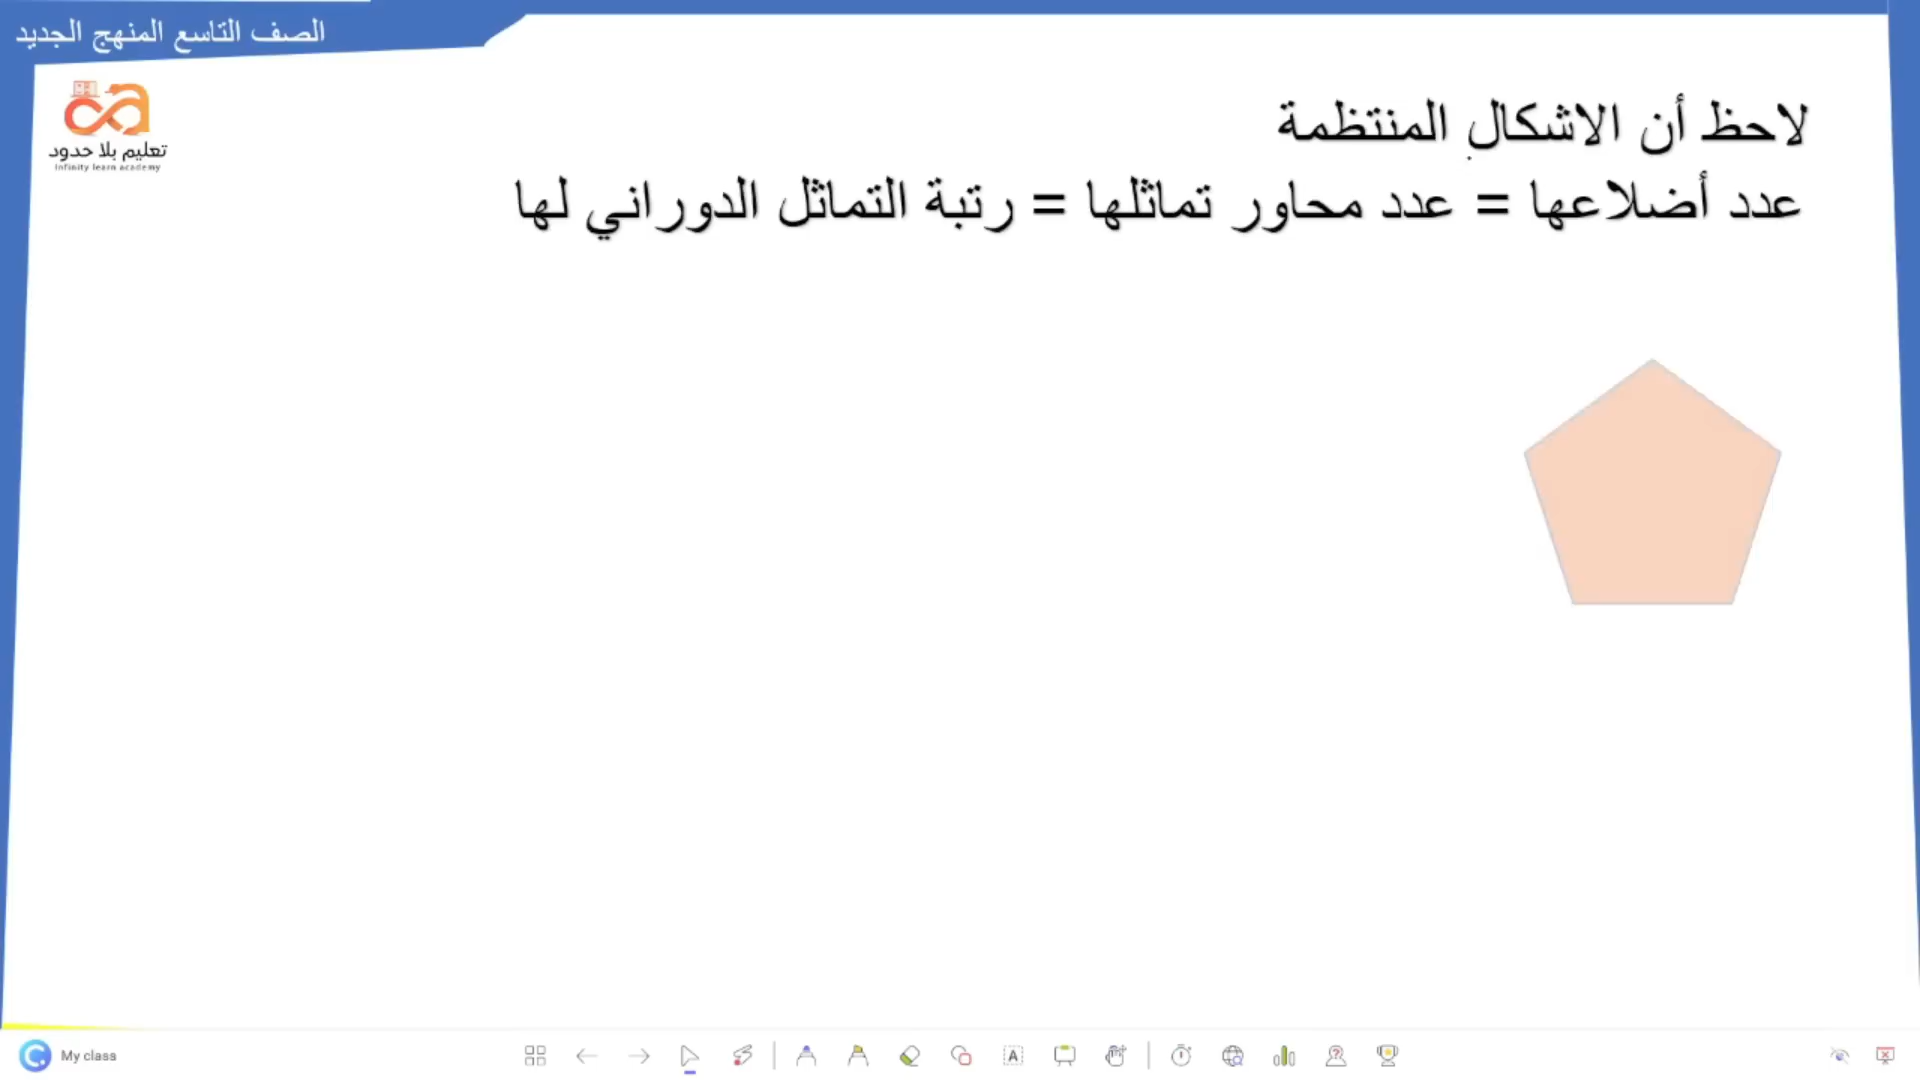 الصف التاسع المنهج الجديد
تعليم بلا حدود
Infinity learn academy
لاحظ أن الاشكال المنتظمة
عدد أضلاعها = عدد محاور تماثلها = رتبة التماثل الدوراني لها
My class